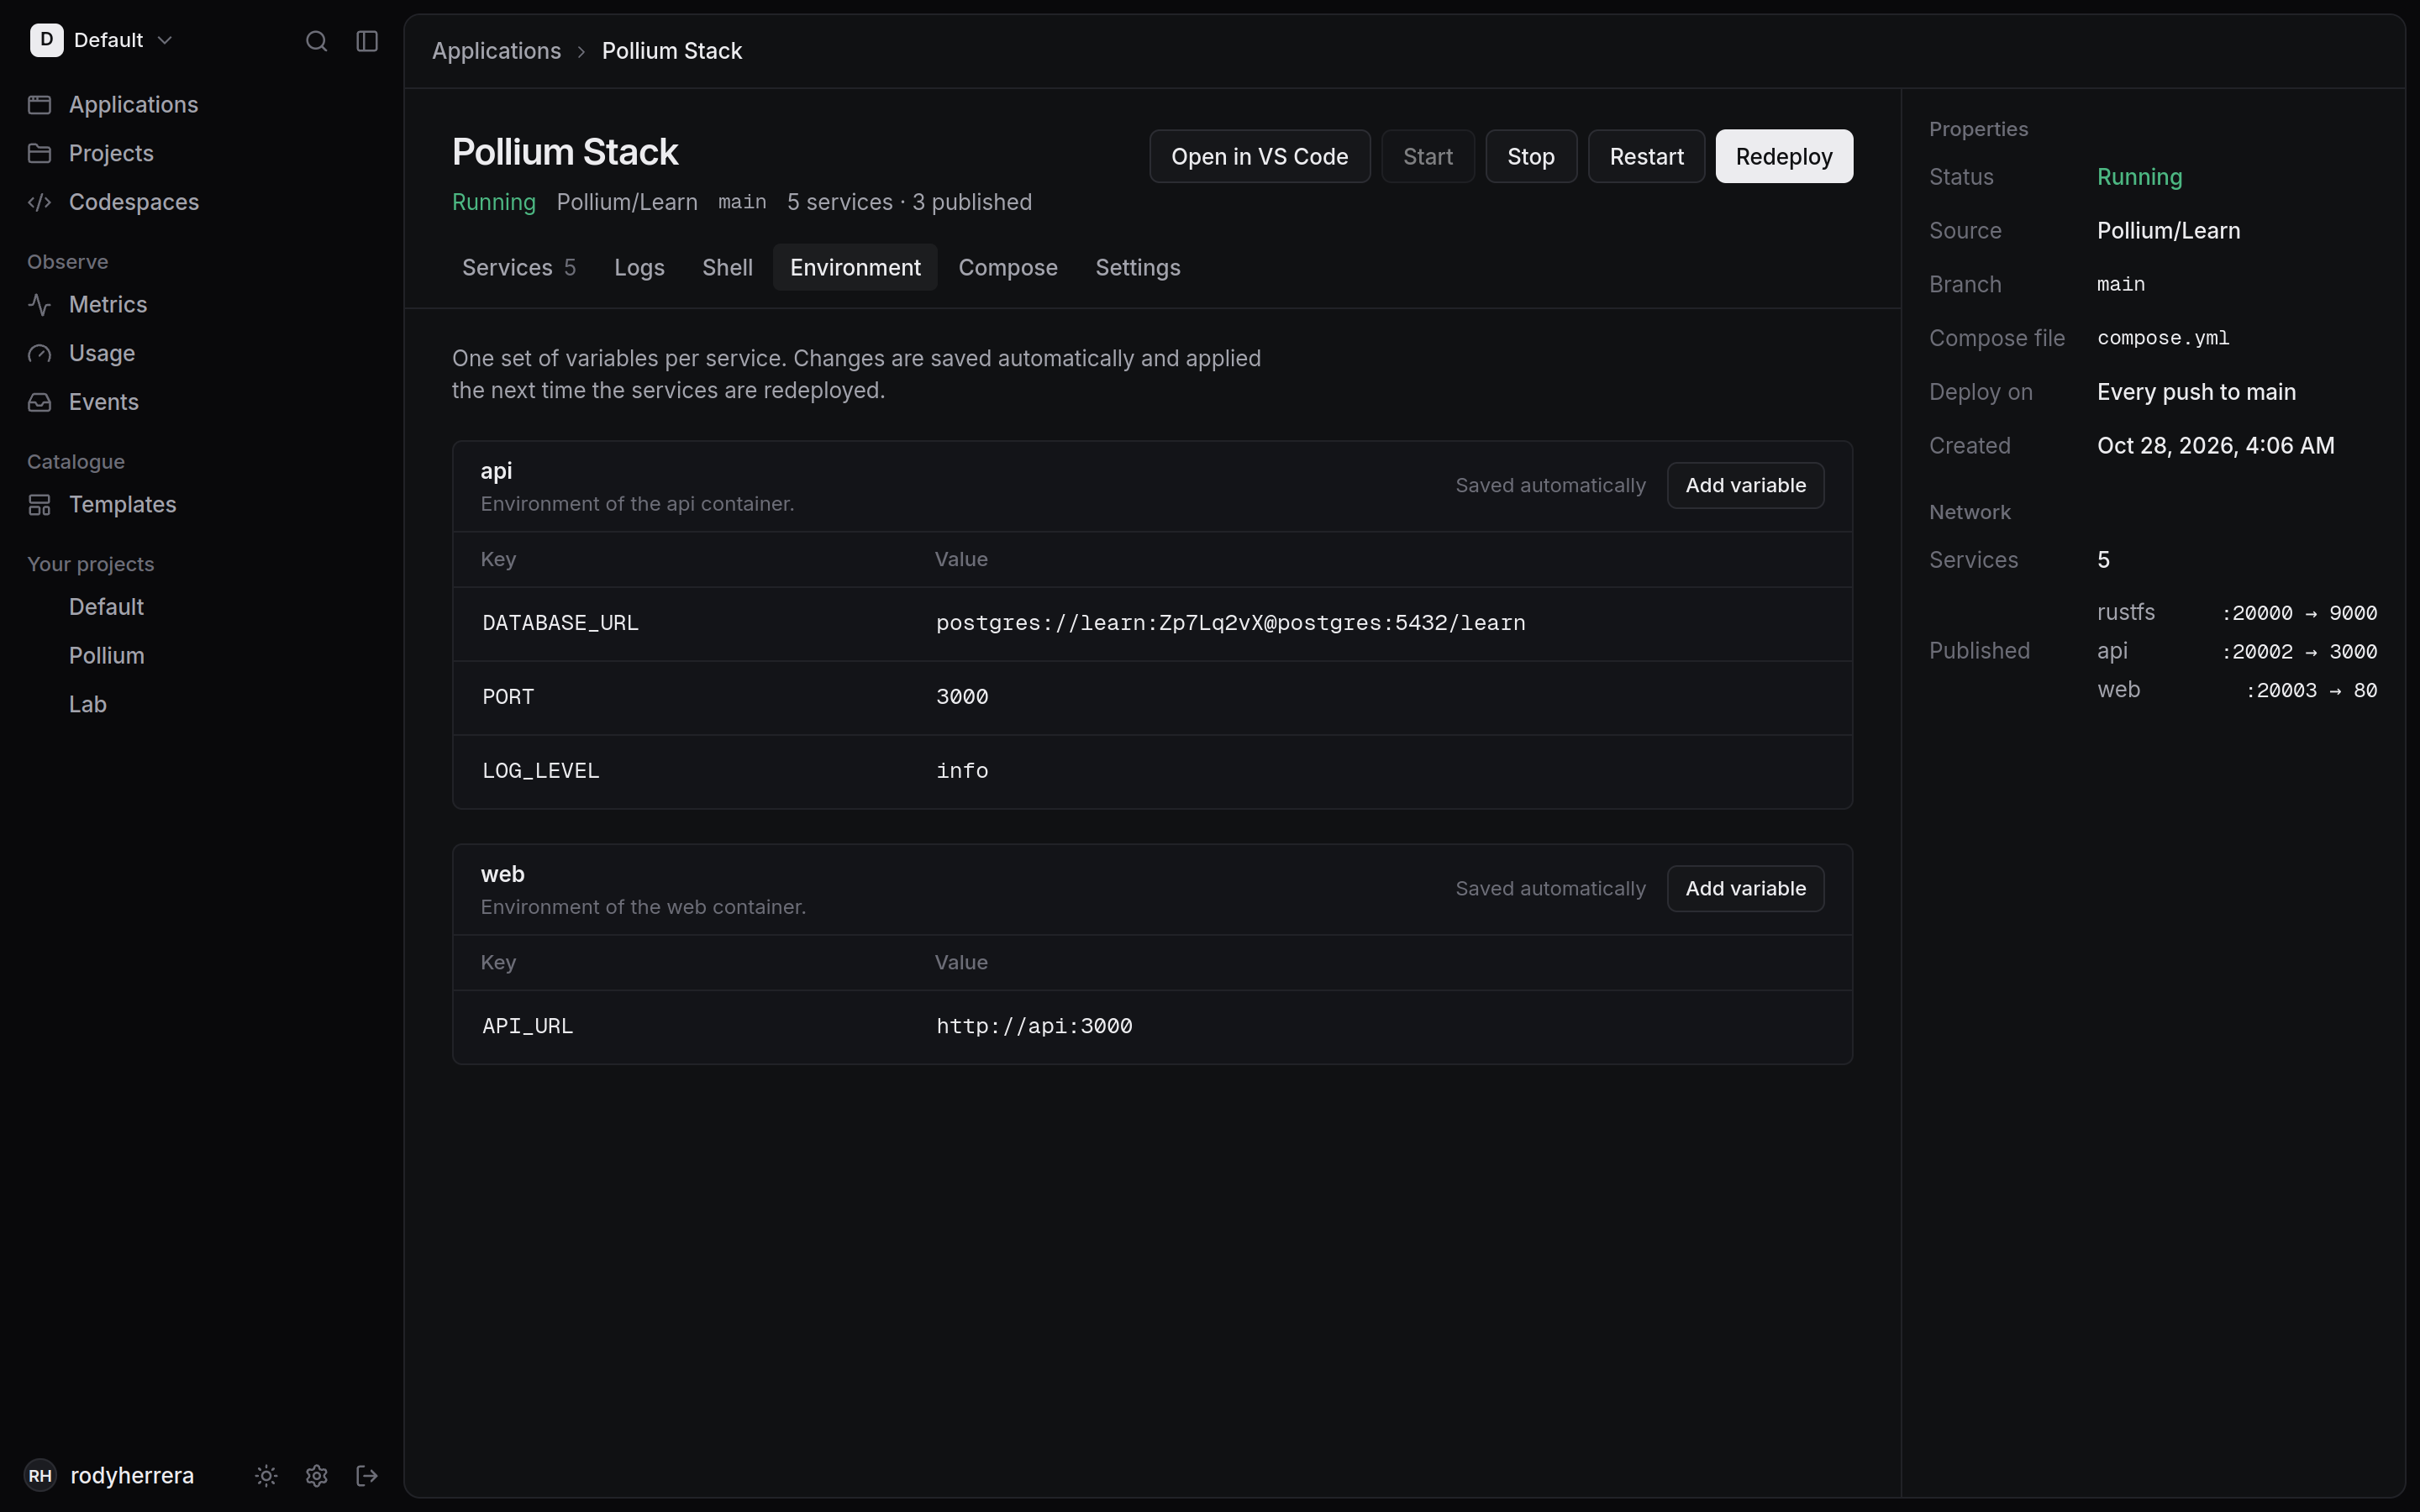 D Default
Applications
Projects
Codespaces
Observe
Metrics
Usage
Events
Catalogue
Templates
Your projects
Default
Pollium
Lab
RH rodyherrera
Applications > Pollium Stack
Pollium Stack
Open in VS Code Start Stop Restart Redeploy
Running Pollium/Learn main 5 services · 3 published
Services 5 Logs Shell Environment Compose Settings
One set of variables per service. Changes are saved automatically and applied
the next time the services are redeployed.
api
Environment of the api container.
Saved automatically Add variable
Key Value
DATABASE_URL postgres://learn:Zp7Lq2vX@postgres:5432/learn
PORT 3000
LOG_LEVEL info
web
Environment of the web container.
Saved automatically Add variable
Key Value
API_URL http://api:3000
Properties
Status Running
Source Pollium/Learn
Branch main
Compose file compose.yml
Deploy on Every push to main
Created Oct 28, 2026, 4:06 AM
Network
Services 5
Published
rustfs :20000 → 9000
api :20002 → 3000
web :20003 → 80